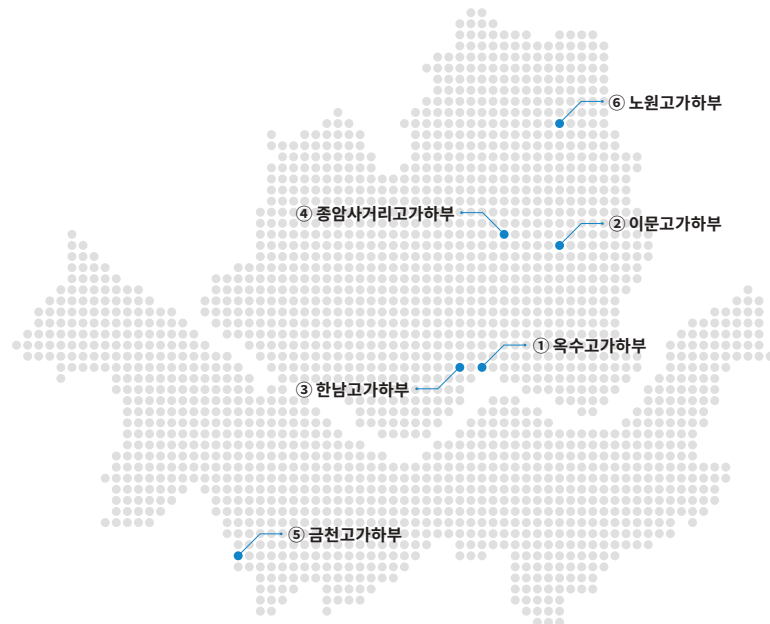 ⑥ 노원고가하부
④ 종암사거리고가하부
② 이문고가하부
① 옥수고가하부
③ 한남고가하부
⑤ 금천고가하부